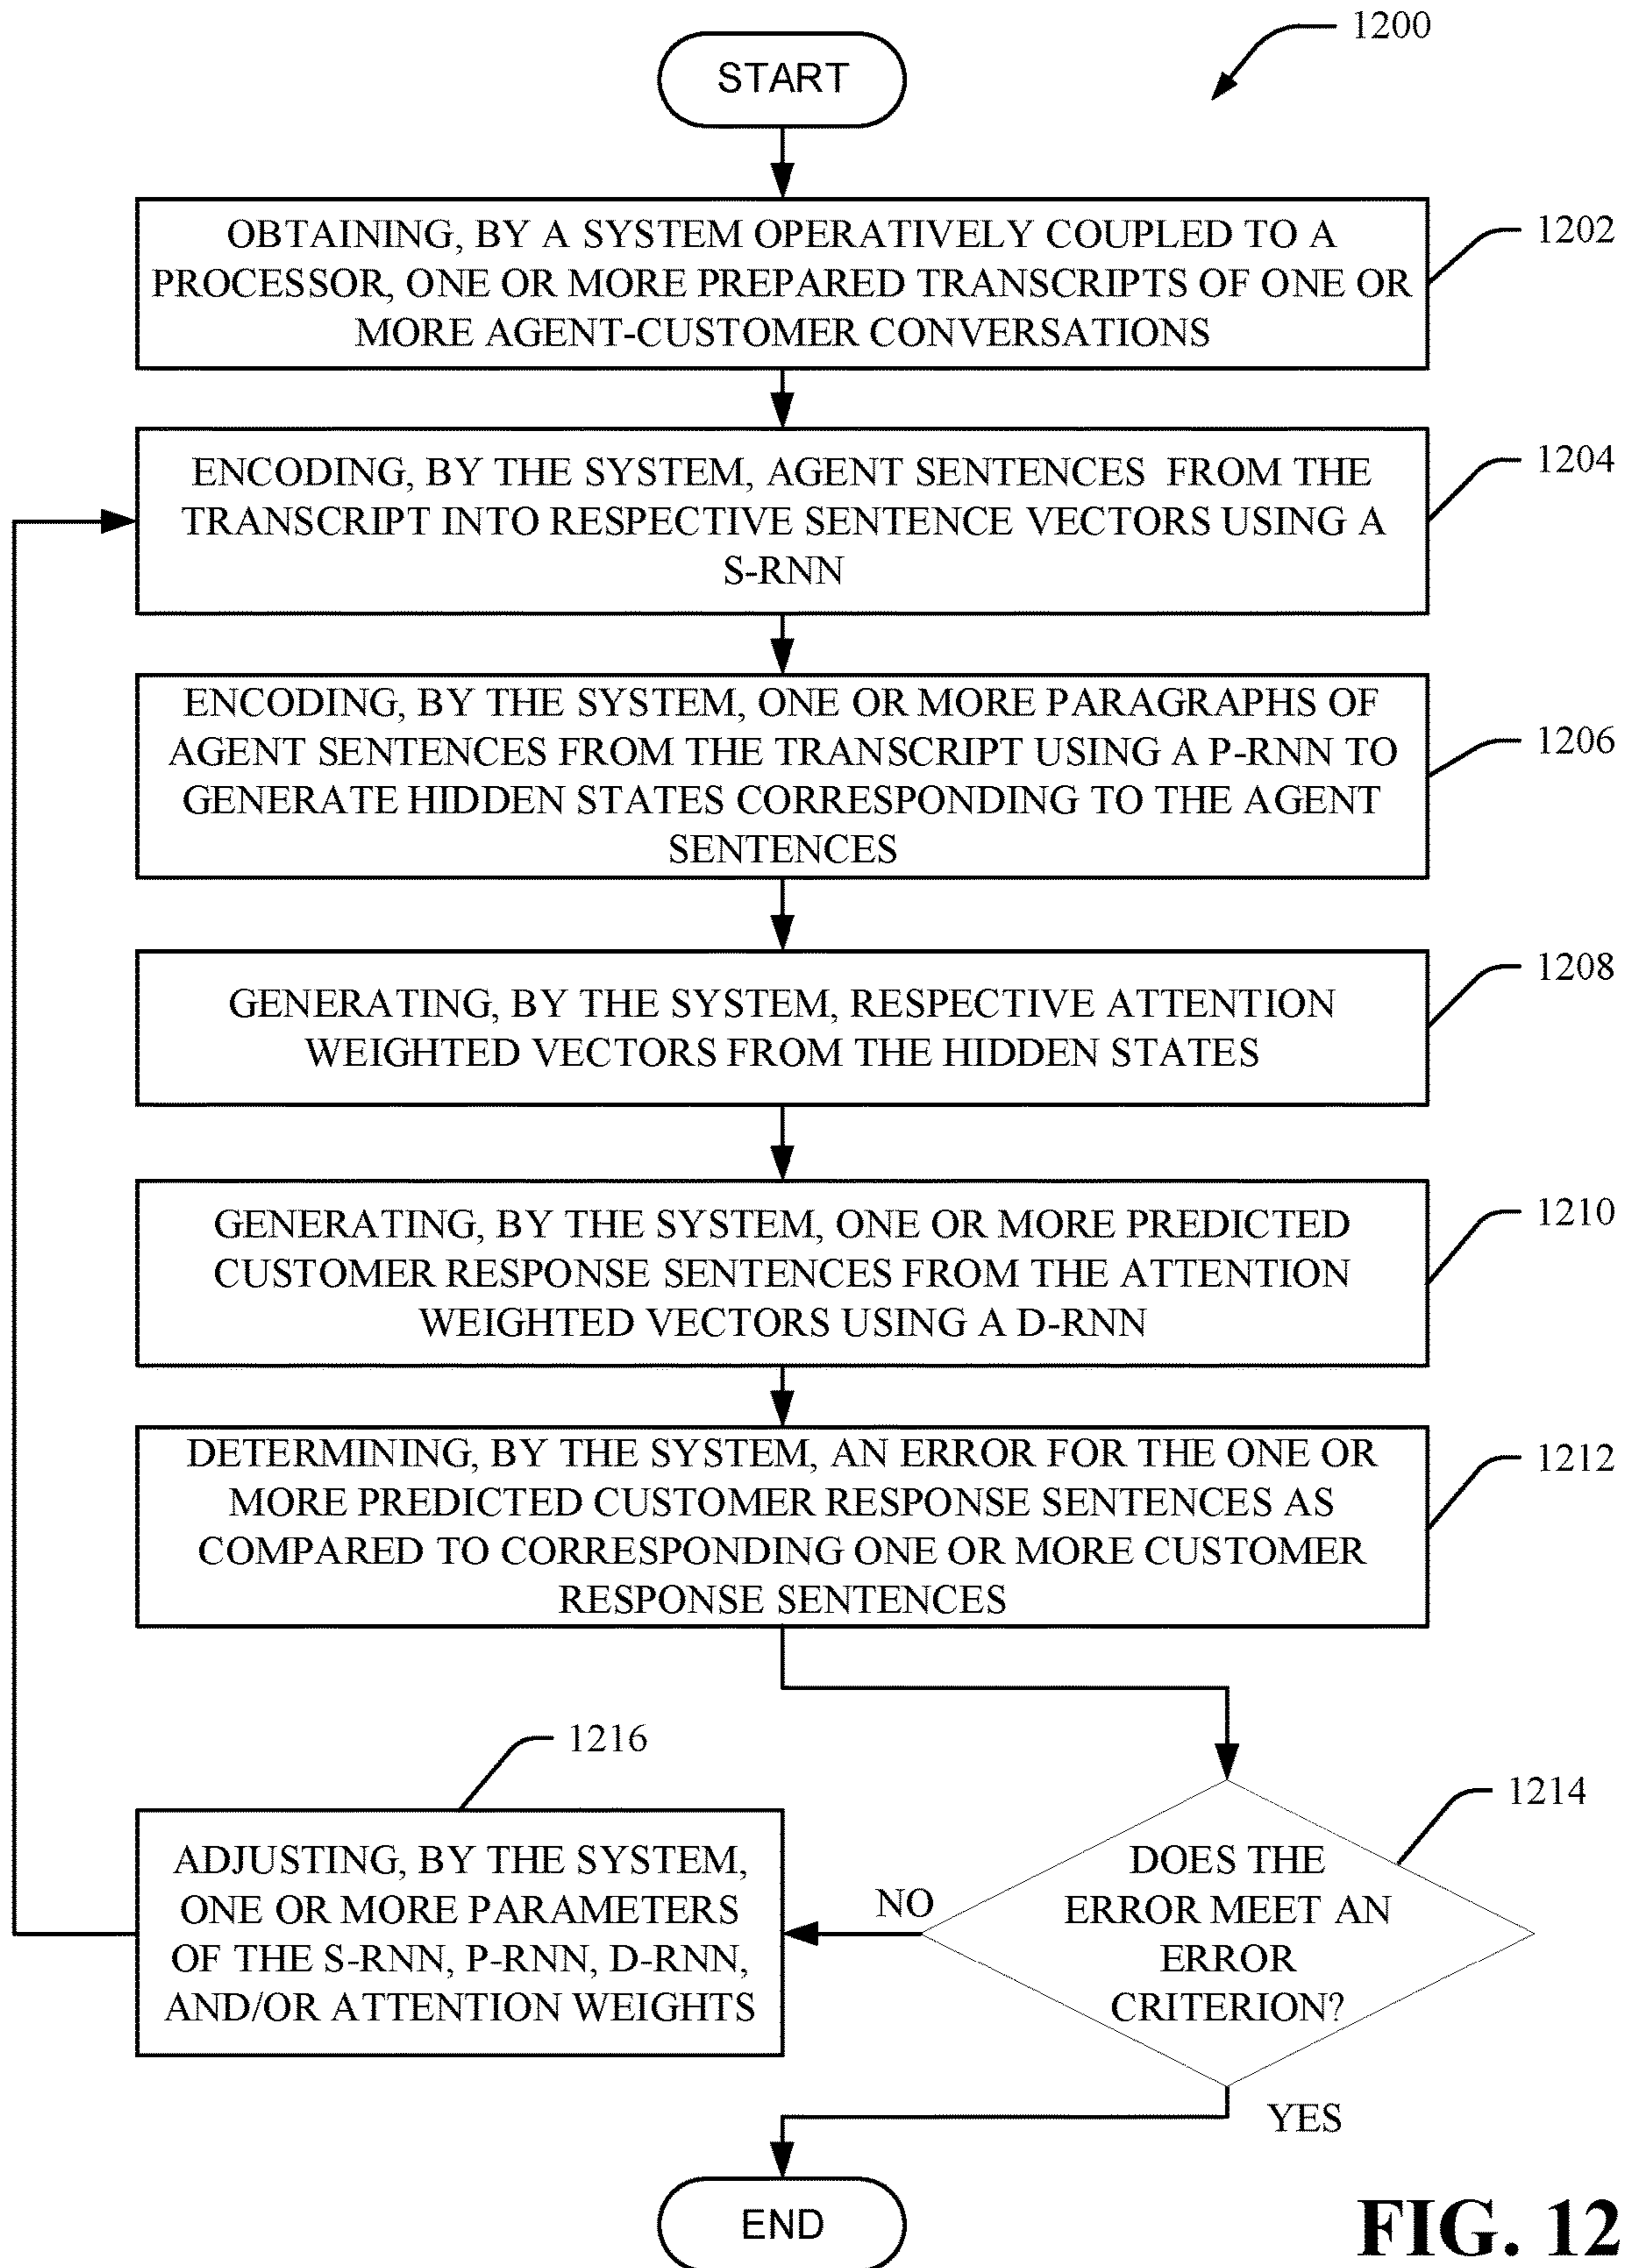 1200
START
OBTAINING, BY A SYSTEM OPERATIVELY COUPLED TO A
PROCESSOR, ONE OR MORE PREPARED TRANSCRIPTS OF ONE OR
MORE AGENT-CUSTOMER CONVERSATIONS
1202
ENCODING, BY THE SYSTEM, AGENT SENTENCES FROM THE
TRANSCRIPT INTO RESPECTIVE SENTENCE VECTORS USING A
S-RNN
1204
ENCODING, BY THE SYSTEM, ONE OR MORE PARAGRAPHS OF
AGENT SENTENCES FROM THE TRANSCRIPT USING A P-RNN TO
GENERATE HIDDEN STATES CORRESPONDING TO THE AGENT
SENTENCES
1206
GENERATING, BY THE SYSTEM, RESPECTIVE ATTENTION
WEIGHTED VECTORS FROM THE HIDDEN STATES
1208
GENERATING, BY THE SYSTEM, ONE OR MORE PREDICTED
CUSTOMER RESPONSE SENTENCES FROM THE ATTENTION
WEIGHTED VECTORS USING A D-RNN
1210
DETERMINING, BY THE SYSTEM, AN ERROR FOR THE ONE OR
MORE PREDICTED CUSTOMER RESPONSE SENTENCES AS
COMPARED TO CORRESPONDING ONE OR MORE CUSTOMER
RESPONSE SENTENCES
1212
1214
DOES THE
ERROR MEET AN
ERROR
CRITERION?
NO
1216
ADJUSTING, BY THE SYSTEM,
ONE OR MORE PARAMETERS
OF THE S-RNN, P-RNN, D-RNN,
AND/OR ATTENTION WEIGHTS
YES
END
FIG. 12